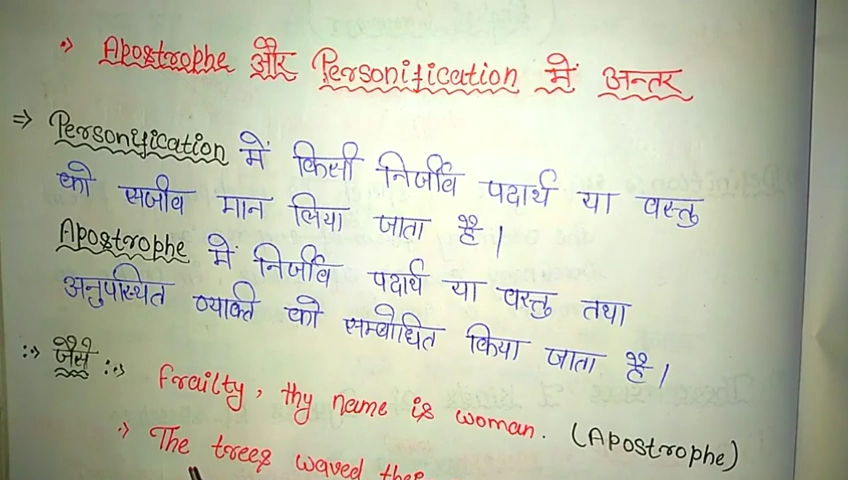 Apostrophe और Personification में अन्तर
⇒ Personification में किसी निर्जीव पदार्थ या वस्तु
को सजीव मान लिया जाता है।
Apostrophe में निर्जीव पदार्थ या वस्तु तथा
अनुपस्थित व्यक्ति को सम्बोधित किया जाता है।
जैसे :→ Frailty, thy name is woman. (Apostrophe)
The trees waved